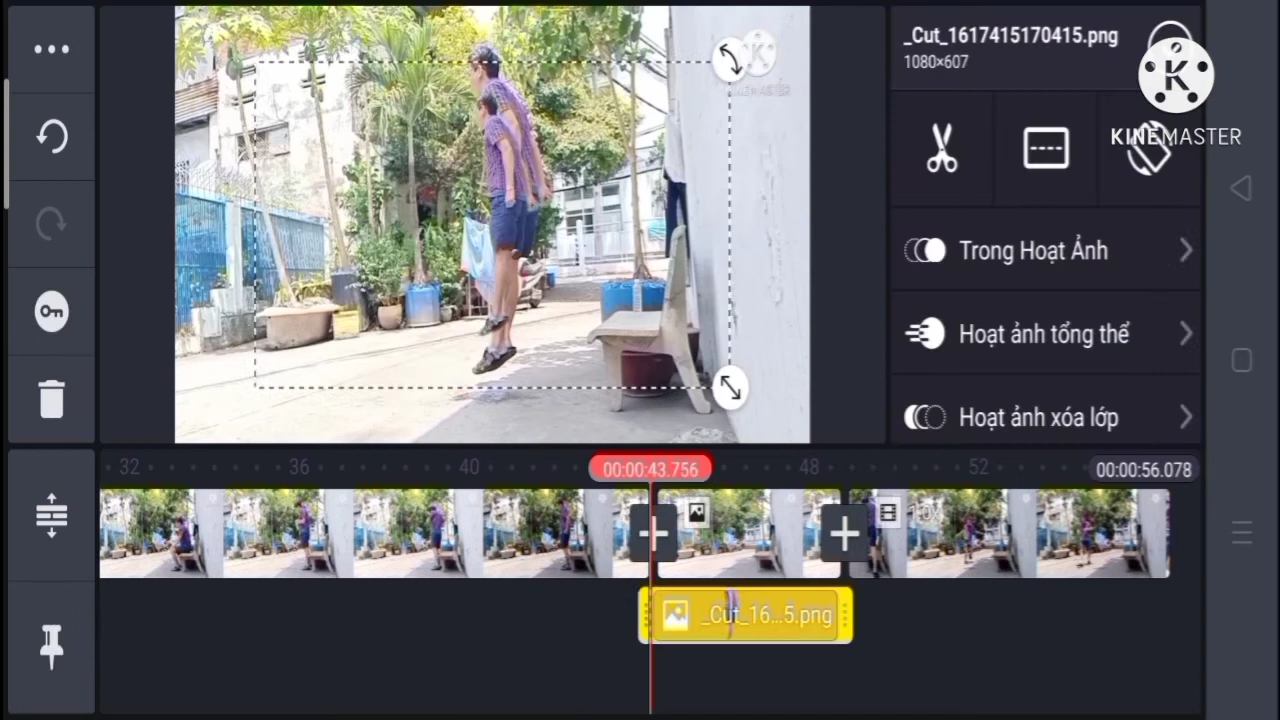 _Cut_1617415170415.png
1080×607
KINEMASTER
KINEMASTER
Trong Hoạt Ảnh
Hoạt ảnh tổng thể
Hoạt ảnh xóa lớp
32
36
40
00:00:43.756
48
52
00:00:56.078
_Cut_16...5.png